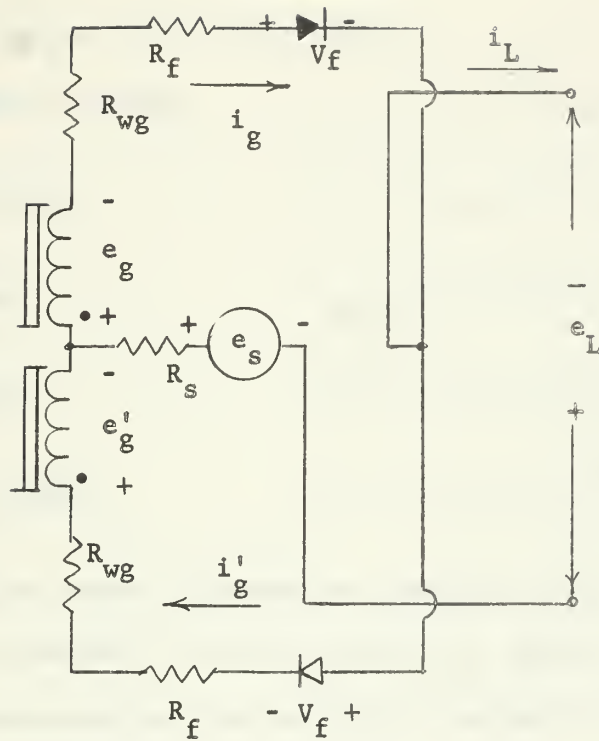 + -
R_f V_f i_L
R_wg i_g
-
e_g
+ + -
e_s -
R_s e_L
-
e'_g +
+
R_wg i'_g
R_f - V_f +